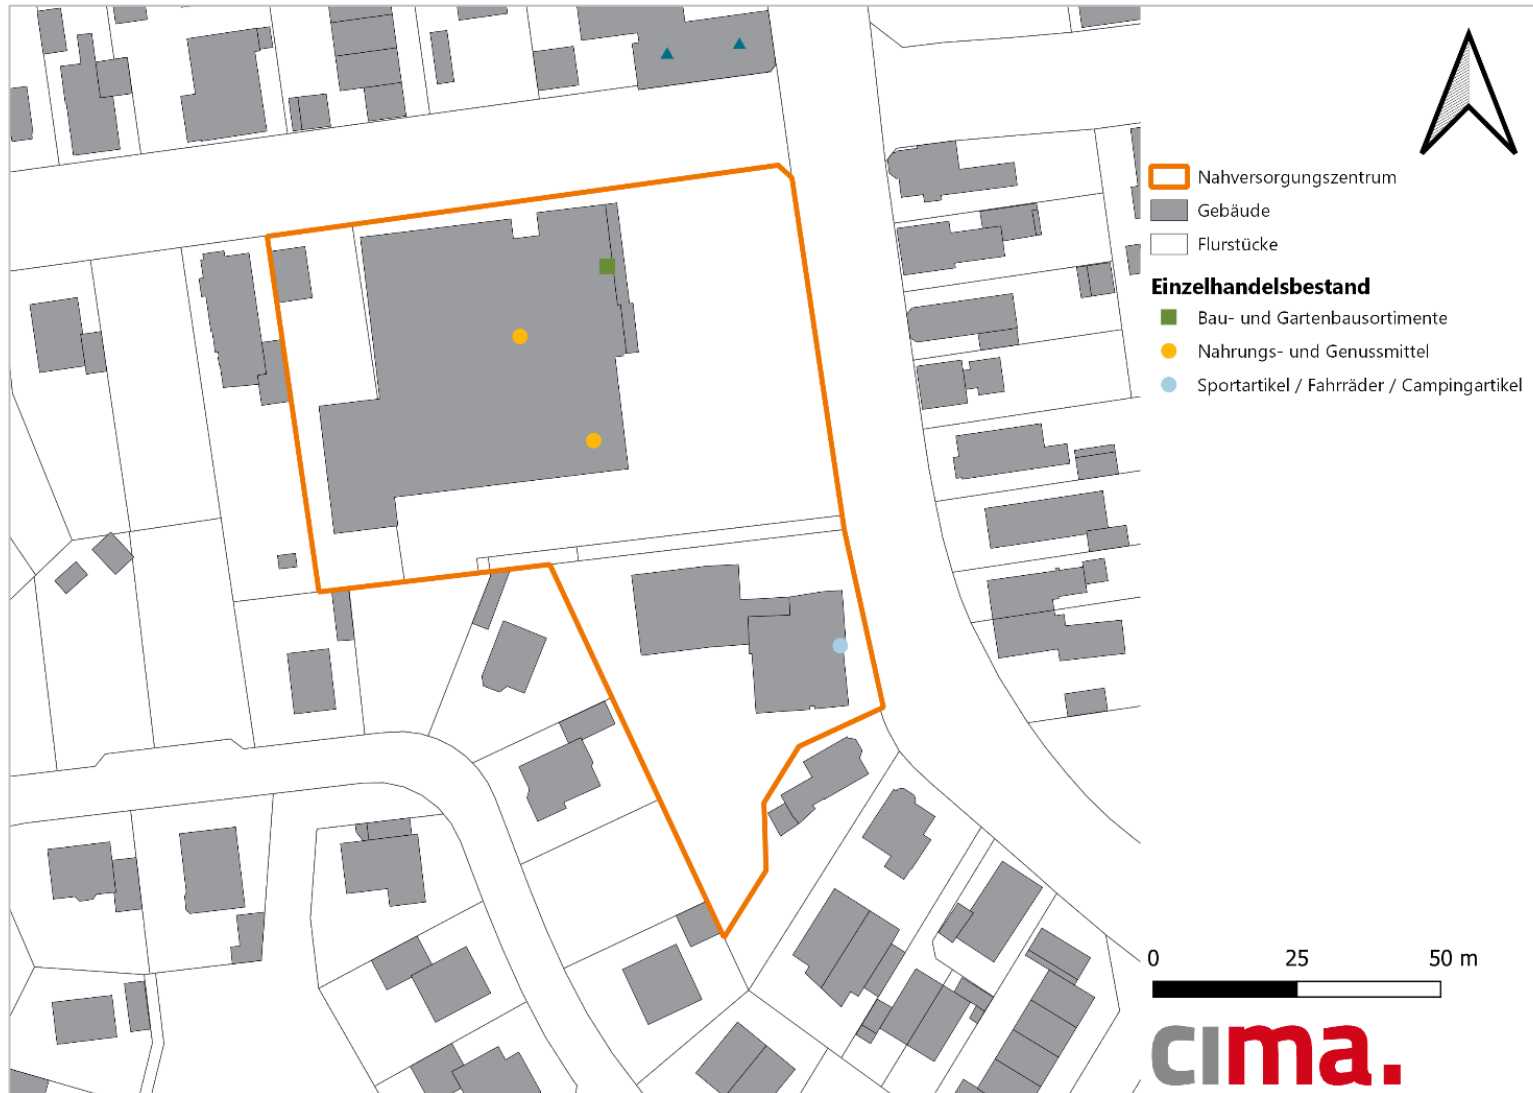 Nahversorgungszentrum
Gebäude
Flurstücke
Einzelhandelsbestand
Bau- und Gartenbausortimente
Nahrungs- und Genussmittel
Sportartikel / Fahrräder / Campingartikel
0 25 50 m
cima.